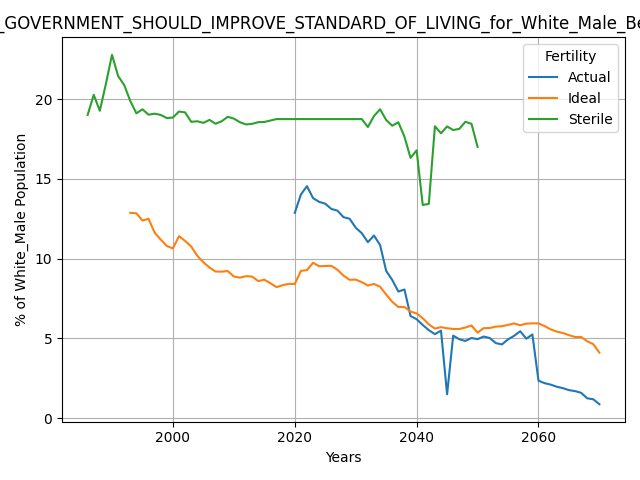 _GOVERNMENT_SHOULD_IMPROVE_STANDARD_OF_LIVING_for_White_Male_Be
Fertility
Actual
Ideal
Sterile
% of White_Male Population
20
15
10
5
0
2000
2020
2040
2060
Years